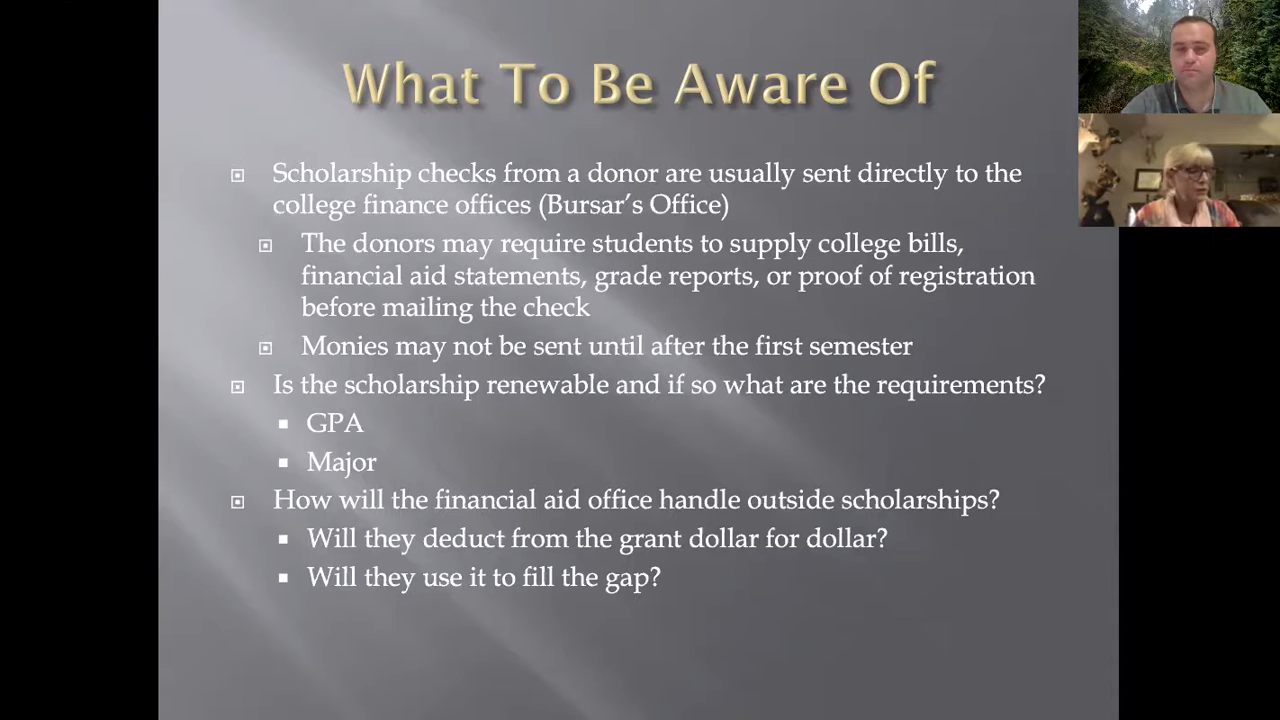 What To Be Aware Of
Scholarship checks from a donor are usually sent directly to the
college finance offices (Bursar’s Office)
The donors may require students to supply college bills,
financial aid statements, grade reports, or proof of registration
before mailing the check
Monies may not be sent until after the first semester
Is the scholarship renewable and if so what are the requirements?
GPA
Major
How will the financial aid office handle outside scholarships?
Will they deduct from the grant dollar for dollar?
Will they use it to fill the gap?